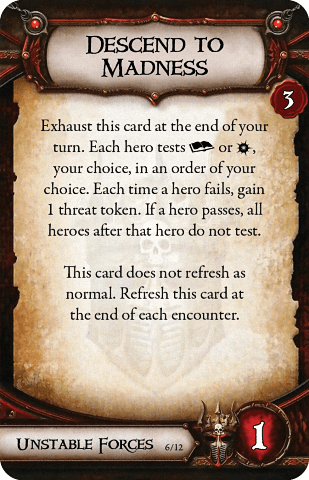 Descend to
Madness
3
Exhaust this card at the end of your
turn. Each hero tests or ,
your choice, in an order of your
choice. Each time a hero fails, gain
1 threat token. If a hero passes, all
heroes after that hero do not test.
This card does not refresh as
normal. Refresh this card at
the end of each encounter.
Unstable Forces 6/12
1